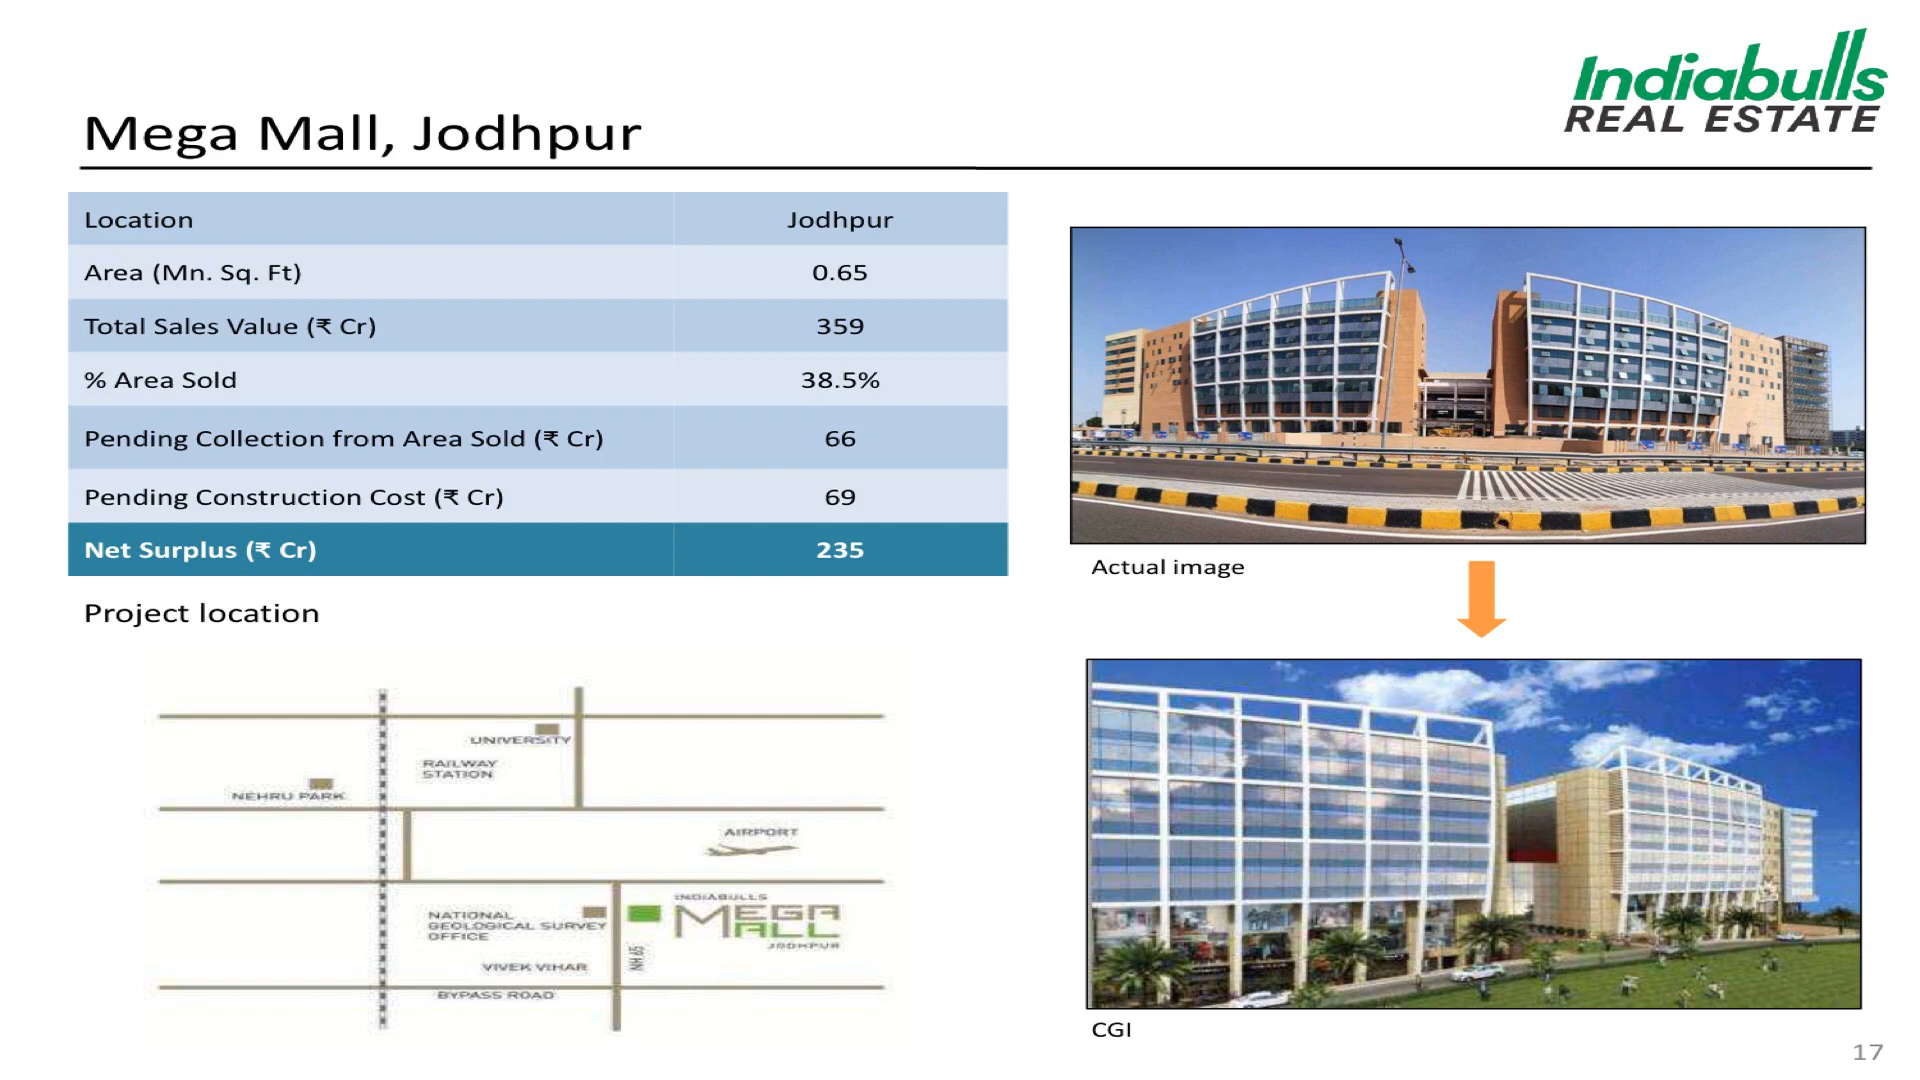 Indiabulls
REAL ESTATE
Mega Mall, Jodhpur
Location Jodhpur
Area (Mn. Sq. Ft) 0.65
Total Sales Value (₹ Cr) 359
% Area Sold 38.5%
Pending Collection from Area Sold (₹ Cr) 66
Pending Construction Cost (₹ Cr) 69
Net Surplus (₹ Cr) 235
Actual image
Project location
UNIVERSITY
RAILWAY
STATION
NEHRU PARK
AIRPORT
INDIABULLS
MEGA
MALL
JODHPUR
NATIONAL
GEOLOGICAL SURVEY
OFFICE
NH 65
VIVEK VIHAR
BYPASS ROAD
CGI
17